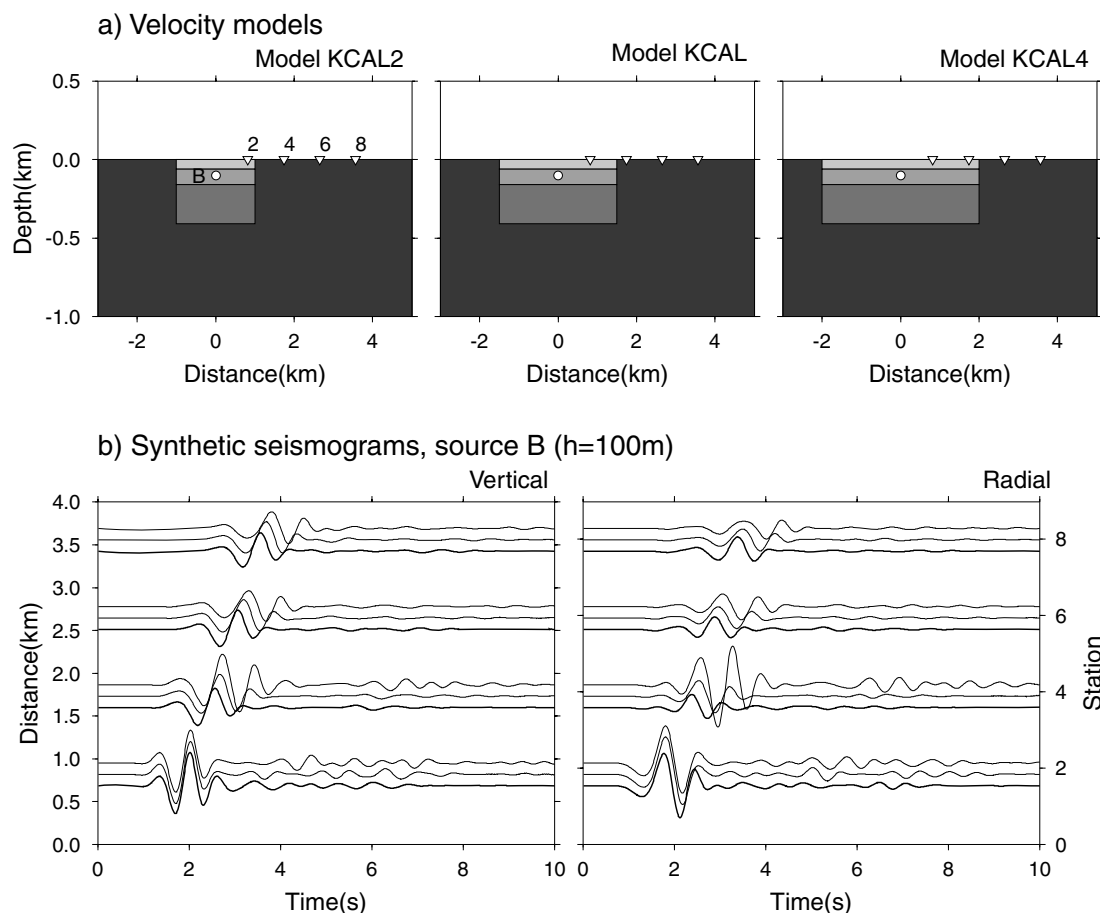 a) Velocity models
Model KCAL2
Model KCAL
Model KCAL4
0.5
0.0
-0.5
-1.0
Depth(km)
2 4 6 8
B
-2 0 2 4
-2 0 2 4
-2 0 2 4
Distance(km)
Distance(km)
Distance(km)
b) Synthetic seismograms, source B (h=100m)
Vertical
Radial
4.0
3.5
3.0
2.5
2.0
1.5
1.0
0.5
0.0
Distance(km)
8
6
4
2
0
Station
0 2 4 6 8 10
0 2 4 6 8 10
Time(s)
Time(s)